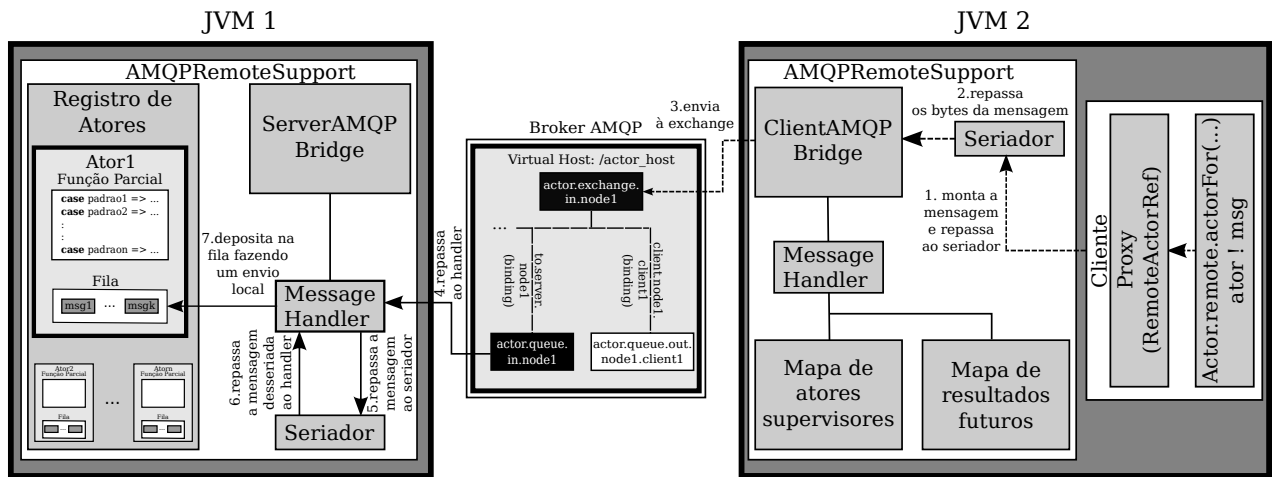 JVM 1
AMQPRemoteSupport
Registro de
Atores
Ator1
Função Parcial
case padrao1 => ...
case padrao2 => ...
:
:
case padraon => ...
Fila
msg1 ... msgk
Ator2
Função Parcial
Fila
...
Atorn
Função Parcial
Fila
ServerAMQP
Bridge
7.deposita na
fila fazendo
um envio
local
Message
Handler
6.repassa
a mensagem
desseriada
ao handler
5.repassa a
mensagem
ao seriador
Seriador
4.repassa
ao handler
Broker AMQP
Virtual Host: /actor_host
actor.exchange.
in.node1
...
to.server.
node1
(binding)
client.node1.
client1
(binding)
actor.queue.
in.node1
actor.queue.out.
node1.client1
3.envia
à exchange
JVM 2
AMQPRemoteSupport
ClientAMQP
Bridge
2.repassa
os bytes da mensagem
Seriador
1. monta a
mensagem
e repassa
ao seriador
Message
Handler
Mapa de
atores
supervisores
Mapa de
resultados
futuros
Cliente
Proxy
(RemoteActorRef)
Actor.remote.actorFor(...)
ator ! msg